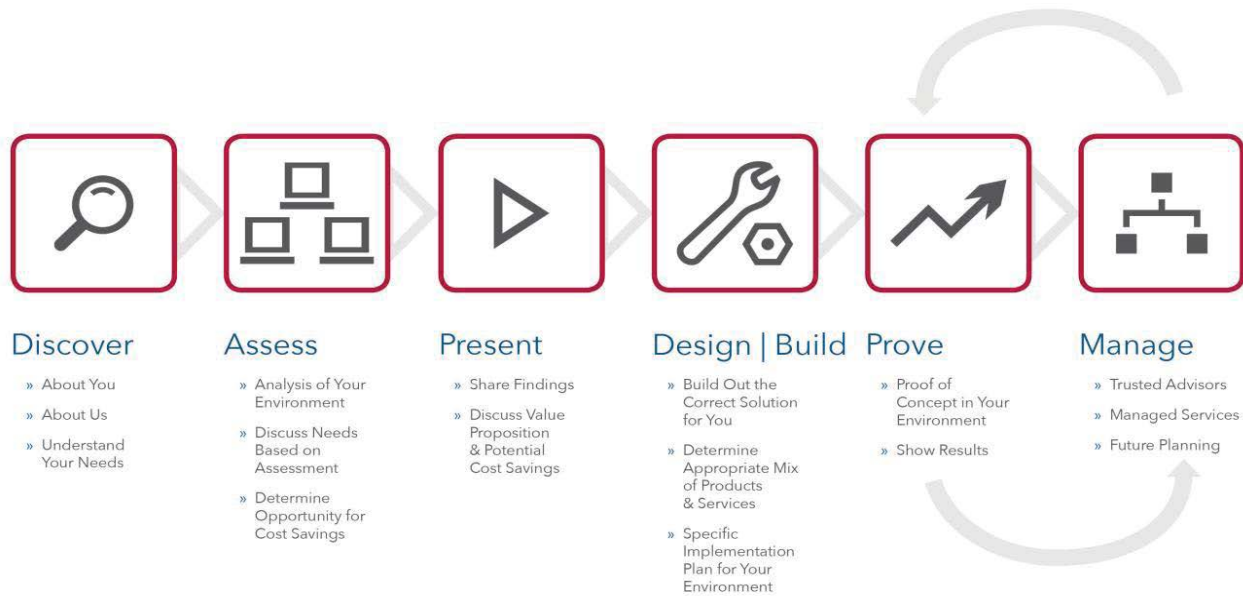 Discover
» About You
» About Us
» Understand
Your Needs
Assess
» Analysis of Your
Environment
» Discuss Needs
Based on
Assessment
» Determine
Opportunity for
Cost Savings
Present
» Share Findings
» Discuss Value
Proposition
& Potential
Cost Savings
Design | Build
» Build Out the
Correct Solution
for You
» Determine
Appropriate Mix
of Products
& Services
» Specific
Implementation
Plan for Your
Environment
Prove
» Proof of
Concept in Your
Environment
» Show Results
Manage
» Trusted Advisors
» Managed Services
» Future Planning